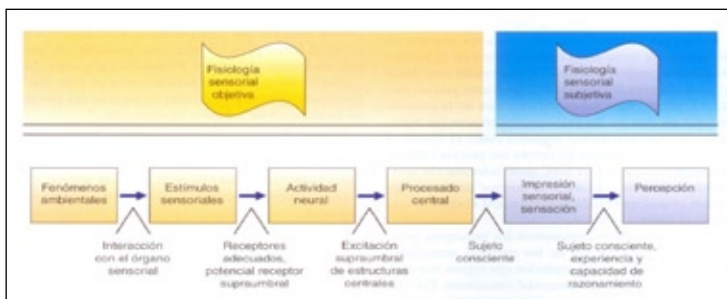 Fisiología
sensorial
objetiva
Fisiología
sensorial
subjetiva
Fenómenos
ambientales
Estímulos
sensoriales
Actividad
neural
Procesado
central
Impresión
sensorial,
sensación
Percepción
Interacción
con el órgano
sensorial
Receptores
adecuados,
potencial receptor
supraumbral
Excitación
supraumbral
de estructuras
centrales
Sujeto
consciente
Sujeto consciente,
experiencia y
capacidad de
razonamiento